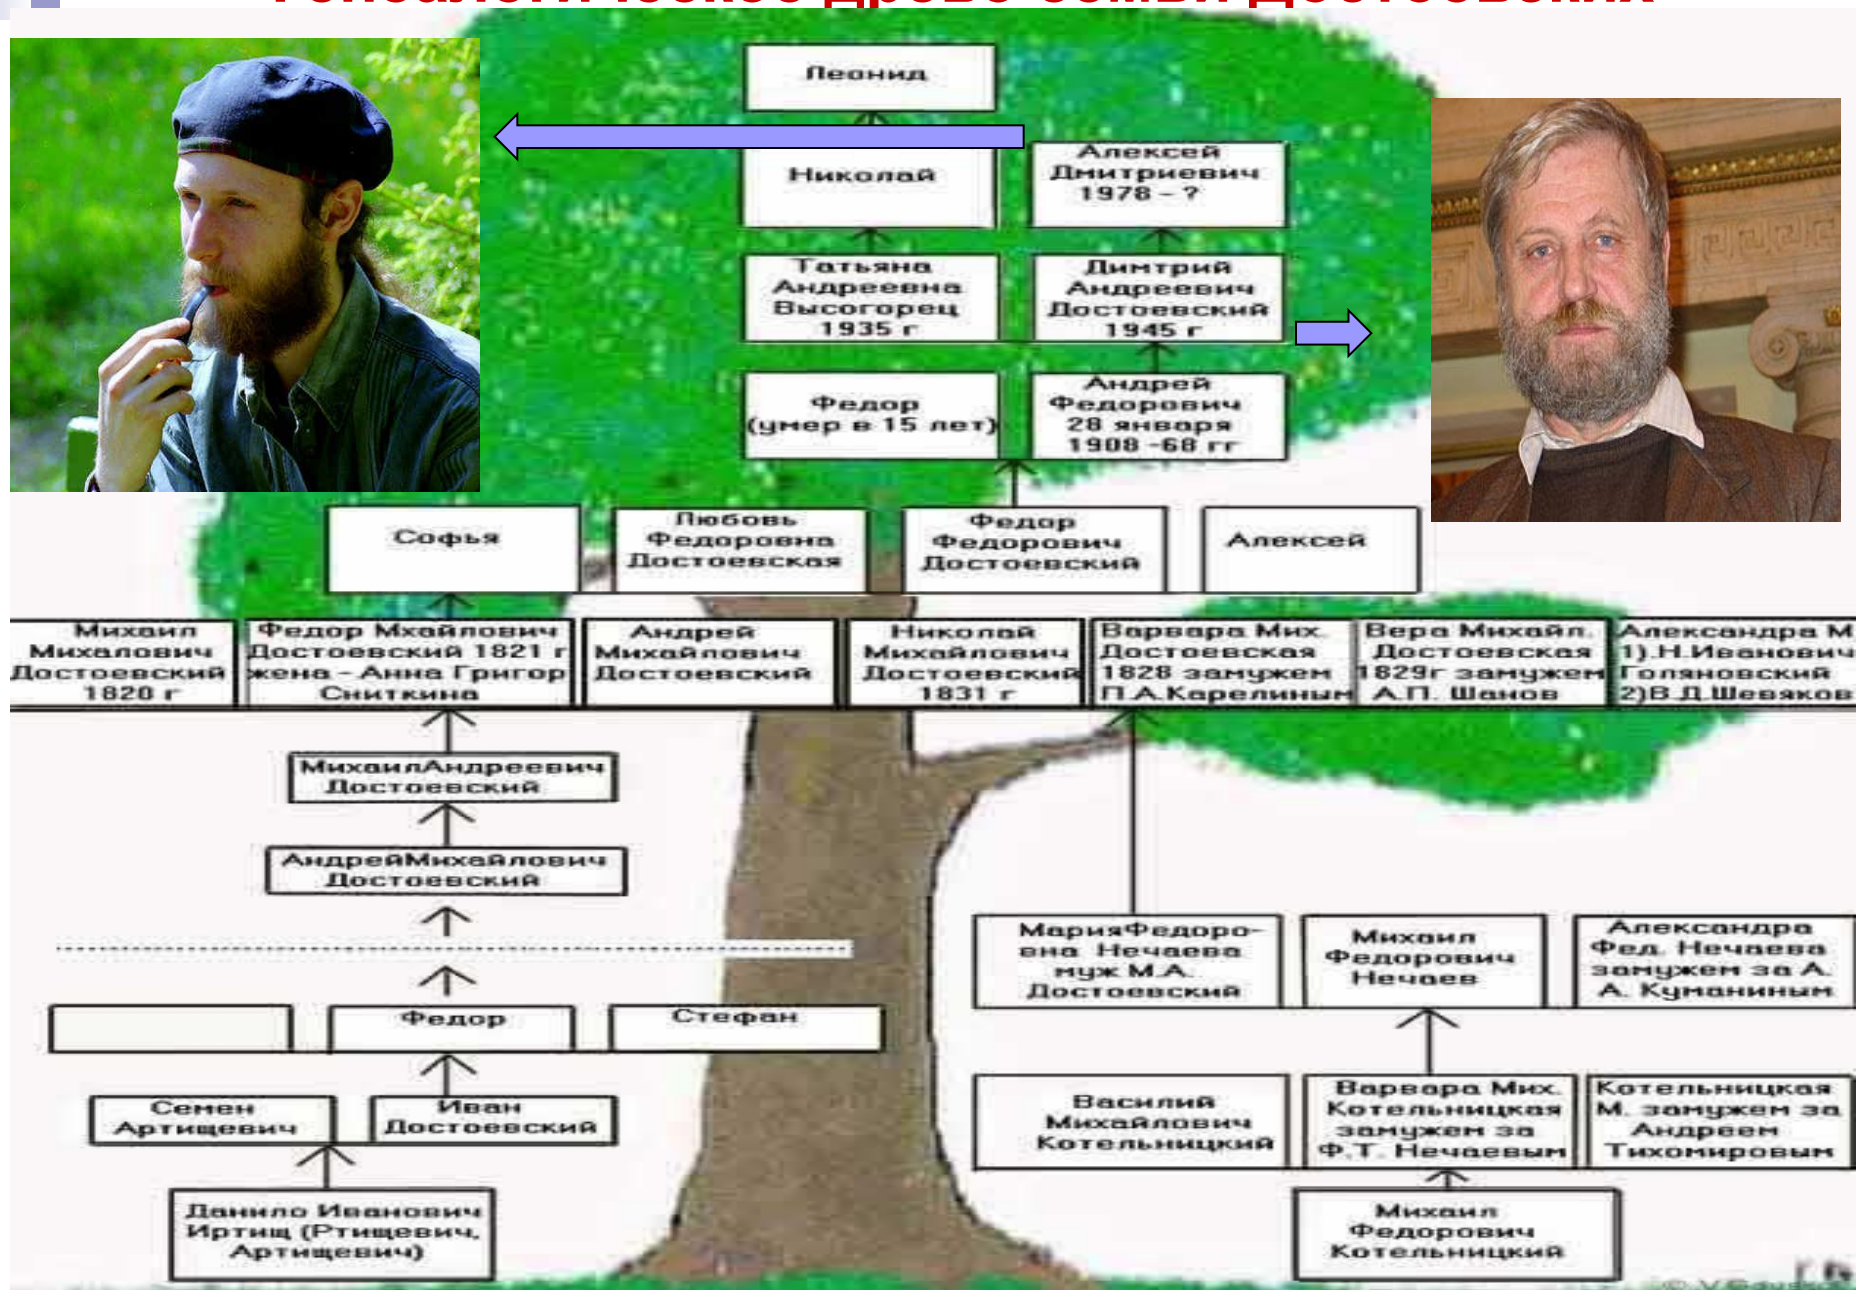 Генеалогическое древо семьи Достоевских
Леонид
Николай
Алексей
Дмитриевич
1978 - ?
Татьяна
Андреевна
Высогорец
1935 г
Димтрий
Андреевич
Достоевский
1945 г
Федор
(умер в 15 лет)
Андрей
Федорович
28 января
1908 -68 гг
Софья
Любовь
Федоровна
Достоевская
Федор
Федорович
Достоевский
Алексей
Михаил
Михалович
Достоевский
1820 г
Федор Мхайлович
Достоевский 1821 г
жена - Анна Григор
Сниткина
Андрей
Михайлович
Достоевский
Николай
Михайлович
Достоевский
1831 г
Варвара Мих.
Достоевская
1828 замужем
П.А.Карелиным
Вера Михайл.
Достоевская
1829г замужем
А.П. Шанов
Александра М
1).Н.Иванович
Голяновский
2)В.Д.Шевяков
МихаилАндреевич
Достоевский
АндрейМихайлович
Достоевский
Федор
Стефан
Семен
Артищевич
Иван
Достоевский
Данило Иванович
Иртищ (Ртищевич,
Артищевич)
МарияФедоро-
вна Нечаева
муж М.А.
Достоевский
Михаил
Федорович
Нечаев
Александра
Фед. Нечаева
замужем за А.
А. Куманиным
Василий
Михайлович
Котельницкий
Варвара Мих.
Котельницкая
замужем за
Ф.Т. Нечаевым
Котельницкая
М. замужем за
Андреем
Тихомировым
Михаил
Федорович
Котельницкий